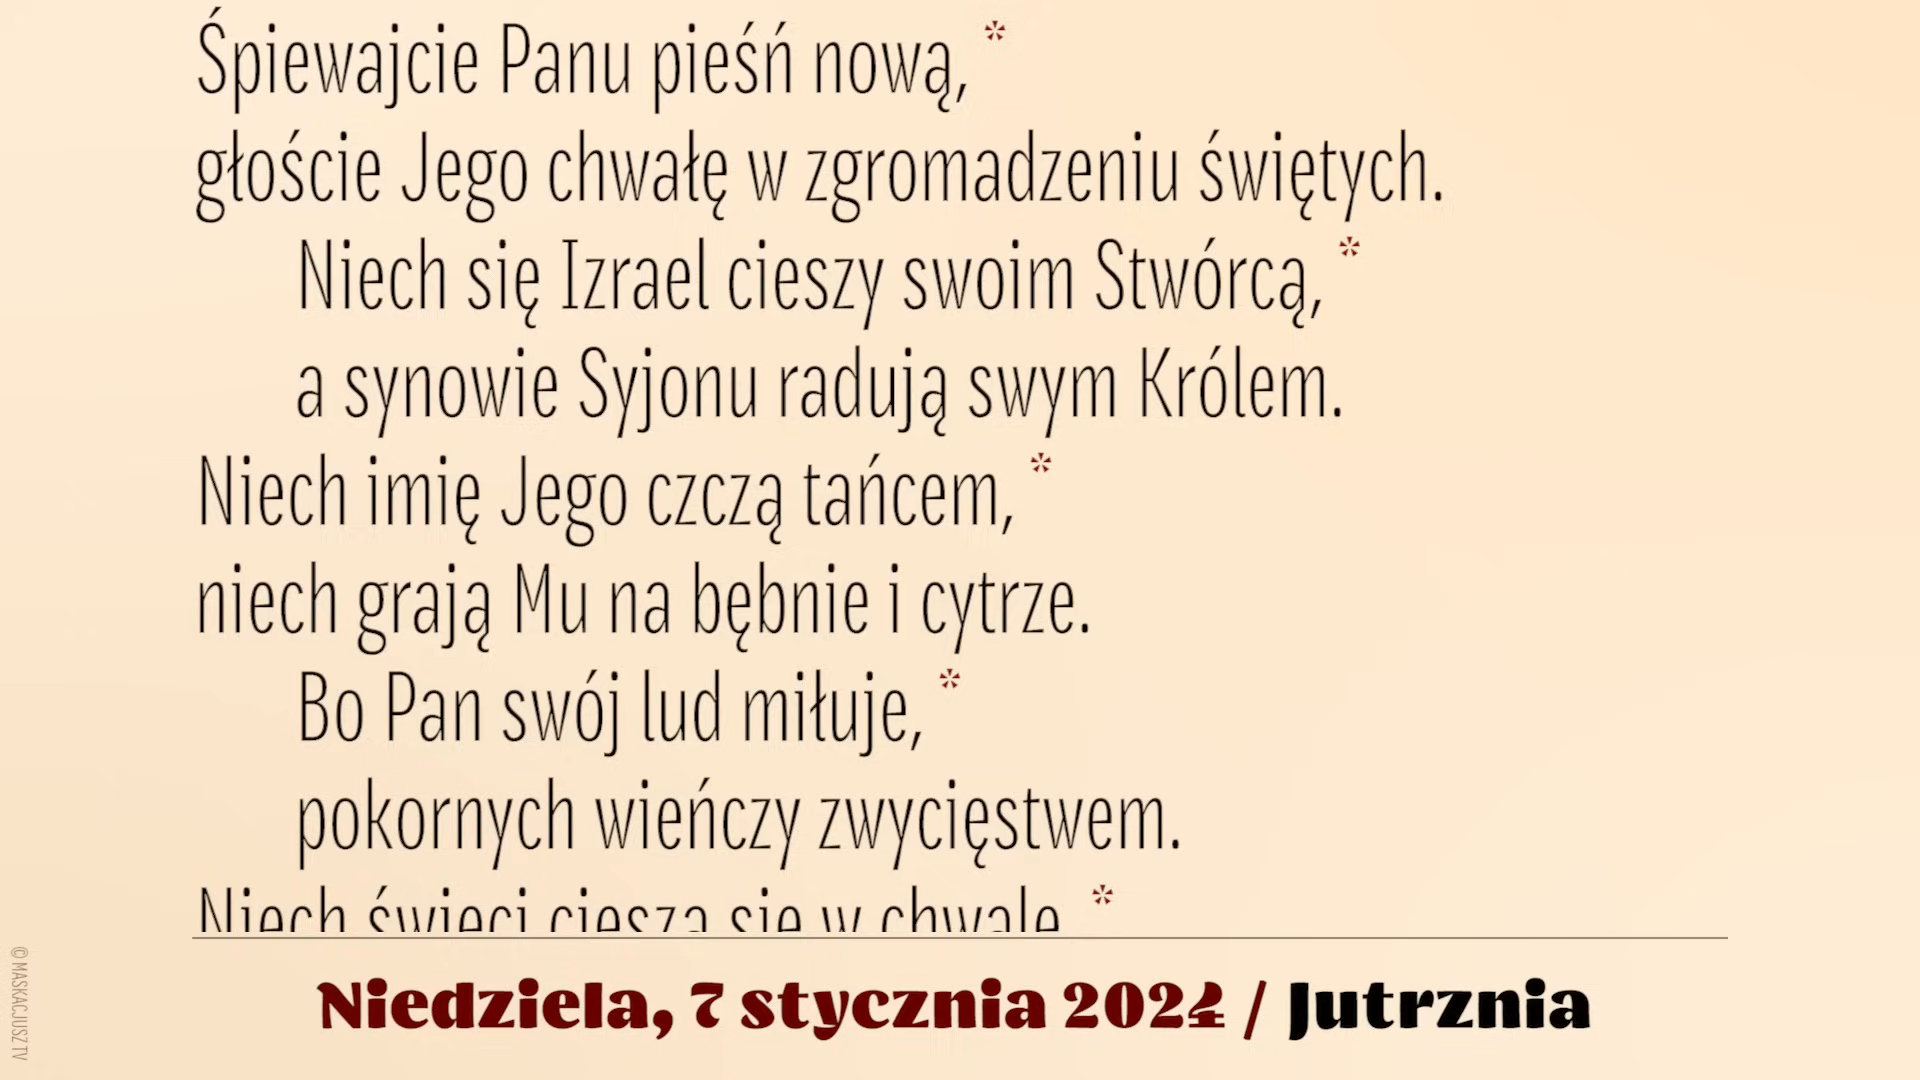 Śpiewajcie Panu pieśń nową, *
głoście Jego chwałę w zgromadzeniu świętych.
Niech się Izrael cieszy swoim Stwórcą, *
a synowie Syjonu radują swym Królem.
Niech imię Jego czczą tańcem, *
niech grają Mu na bębnie i cytrze.
Bo Pan swój lud miłuje, *
pokornych wieńczy zwycięstwem.
Niech święci cieszą się w chwale, *
Niedziela, 7 stycznia 2024 / Jutrznia
© MASKACJUSZ TV